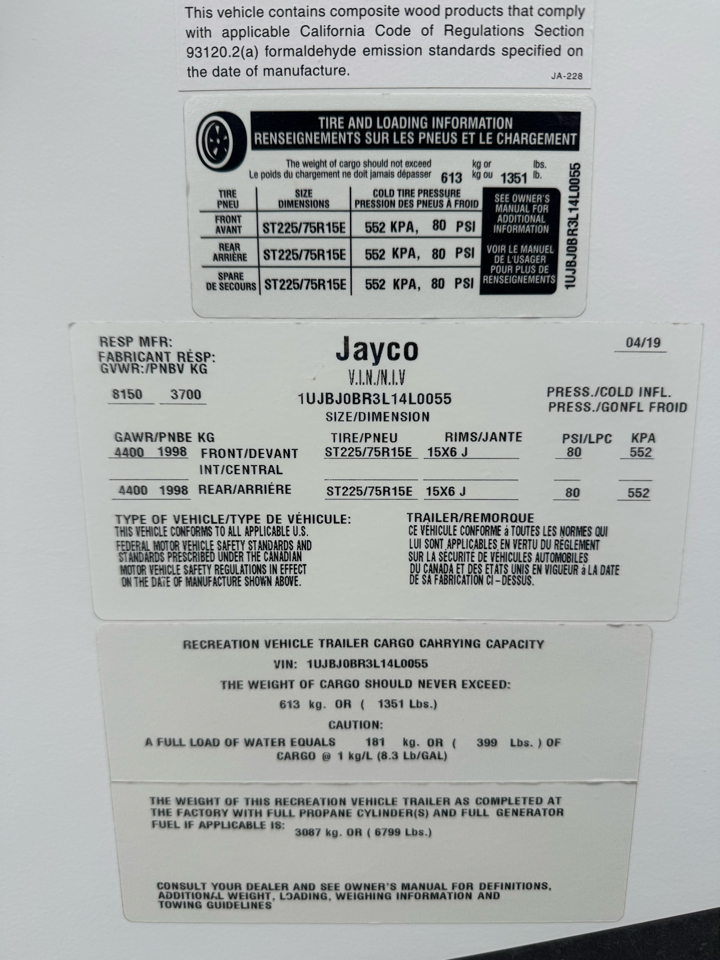 This vehicle contains composite wood products that comply
with applicable California Code of Regulations Section
93120.2(a) formaldehyde emission standards specified on
the date of manufacture.
JA-228
TIRE AND LOADING INFORMATION
RENSEIGNEMENTS SUR LES PNEUS ET LE CHARGEMENT
The weight of cargo should not exceed kg or lbs.
Le poids du chargement ne doit jamais dépasser 613 kg ou 1351 lb.
TIRE SIZE COLD TIRE PRESSURE
PNEU DIMENSIONS PRESSION DES PNEUS À FROID
FRONT
AVANT ST225/75R15E 552 KPA, 80 PSI
REAR
ARRIÈRE ST225/75R15E 552 KPA, 80 PSI
SPARE
DE SECOURS ST225/75R15E 552 KPA, 80 PSI
SEE OWNER'S
MANUAL FOR
ADDITIONAL
INFORMATION
VOIR LE MANUEL
DE L'USAGER
POUR PLUS DE
RENSEIGNEMENTS
1UJBJ0BR3L14L0055
RESP MFR:
FABRICANT RÉSP:
GVWR:/PNBV KG
8150 3700
Jayco
04/19
V.I.N./N.I.V
1UJBJ0BR3L14L0055
SIZE/DIMENSION
PRESS./COLD INFL.
PRESS./GONFL FROID
GAWR/PNBE KG TIRE/PNEU RIMS/JANTE PSI/LPC KPA
4400 1998 FRONT/DEVANT ST225/75R15E 15X6 J 80 552
INT/CENTRAL
4400 1998 REAR/ARRIÈRE ST225/75R15E 15X6 J 80 552
TYPE OF VEHICLE/TYPE DE VÉHICULE: TRAILER/REMORQUE
THIS VEHICLE CONFORMS TO ALL APPLICABLE U.S.
FEDERAL MOTOR VEHICLE SAFETY STANDARDS AND
STANDARDS PRESCRIBED UNDER THE CANADIAN
MOTOR VEHICLE SAFETY REGULATIONS IN EFFECT
ON THE DATE OF MANUFACTURE SHOWN ABOVE.
CE VÉHICULE CONFORME à TOUTES LES NORMES QUI
LUI SONT APPLICABLES EN VERTU DU RÈGLEMENT
SUR LA SÉCURITÉ DE VÉHICULES AUTOMOBILES
DU CANADA ET DES ETATS UNIS EN VIGUEUR à LA DATE
DE SA FABRICATION CI-DESSUS.
RECREATION VEHICLE TRAILER CARGO CARRYING CAPACITY
VIN: 1UJBJ0BR3L14L0055
THE WEIGHT OF CARGO SHOULD NEVER EXCEED:
613 kg. OR ( 1351 Lbs.)
CAUTION:
A FULL LOAD OF WATER EQUALS 181 kg. OR ( 399 Lbs. ) OF
CARGO @ 1 kg/L (8.3 Lb/GAL)
THE WEIGHT OF THIS RECREATION VEHICLE TRAILER AS COMPLETED AT
THE FACTORY WITH FULL PROPANE CYLINDER(S) AND FULL GENERATOR
FUEL IF APPLICABLE IS: 3087 kg. OR ( 6799 Lbs.)
CONSULT YOUR DEALER AND SEE OWNER'S MANUAL FOR DEFINITIONS,
ADDITIONAL WEIGHT, LOADING, WEIGHING INFORMATION AND
TOWING GUIDELINES